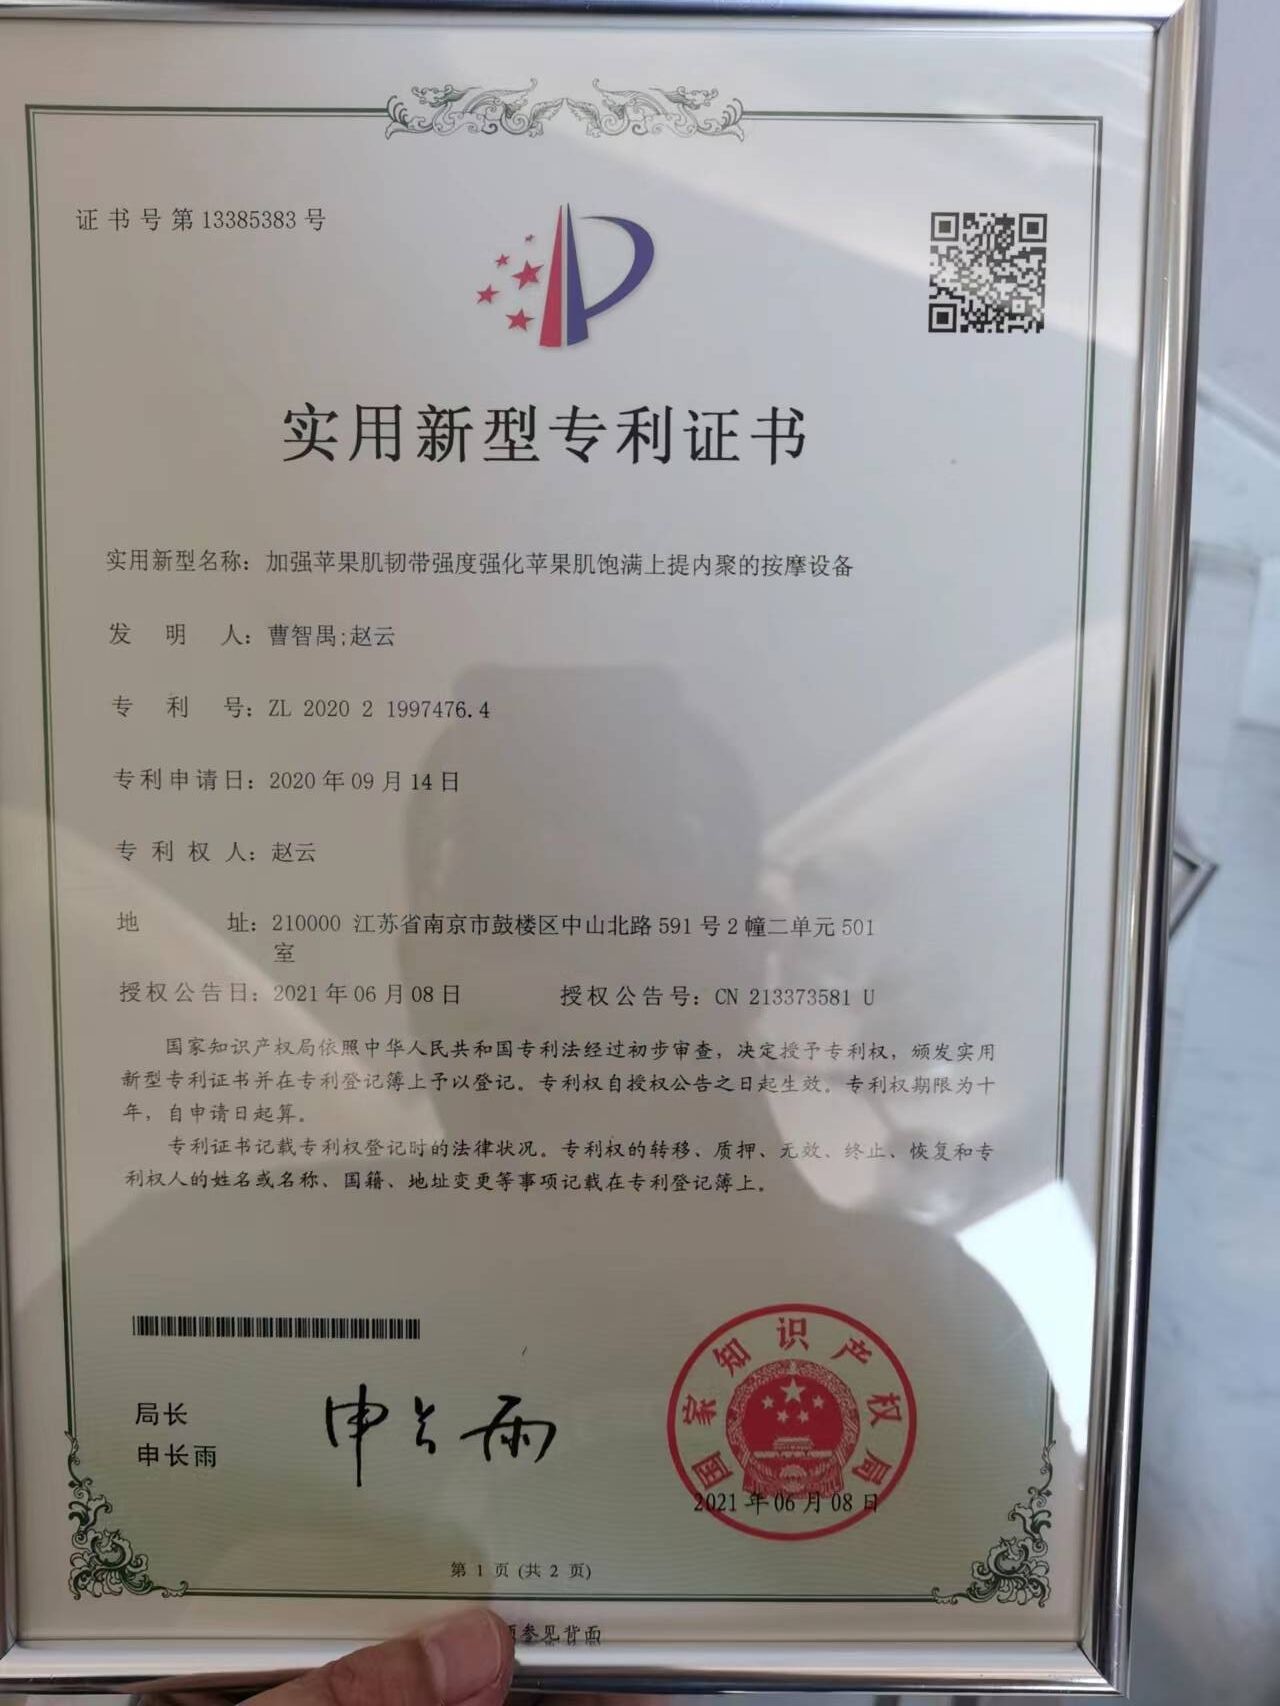 证书号第13385383号
实用新型专利证书
实用新型名称：加强苹果肌韧带强度强化苹果肌饱满上提内聚的按摩设备
发明人：曹智禺;赵云
专利号：ZL 2020 2 1997476.4
专利申请日：2020年09月14日
专利权人：赵云
地址：210000 江苏省南京市鼓楼区中山北路591号2幢二单元501
室
授权公告日：2021年06月08日 授权公告号：CN 213373581 U
国家知识产权局依照中华人民共和国专利法经过初步审查，决定授予专利权，颁发实用
新型专利证书并在专利登记簿上予以登记。专利权自授权公告之日起生效。专利权期限为十
年，自申请日起算。
专利证书记载专利权登记时的法律状况。专利权的转移、质押、无效、终止、恢复和专
利权人的姓名或名称、国籍、地址变更等事项记载在专利登记簿上。
局长
申长雨
申长雨
国家知识产权局
2021年06月08日
第 1 页 (共 2 页)
参见背面